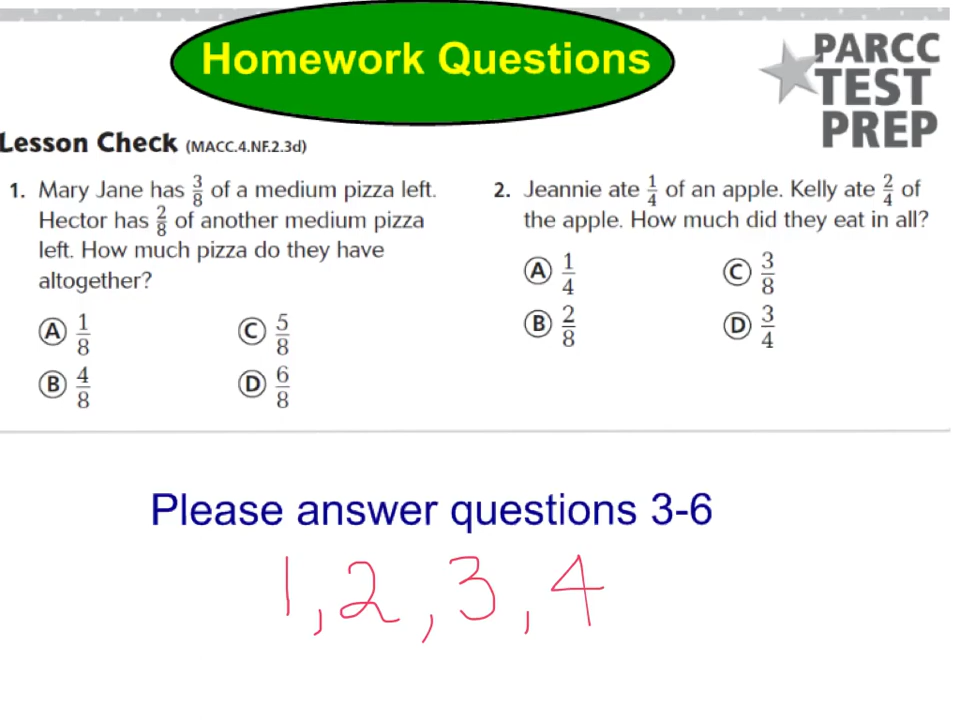 Homework Questions
PARCC
TEST
PREP
Lesson Check (MACC.4.NF.2.3d)
1. Mary Jane has 3/8 of a medium pizza left.
Hector has 2/8 of another medium pizza
left. How much pizza do they have
altogether?
A 1/8
C 5/8
B 4/8
D 6/8
2. Jeannie ate 1/4 of an apple. Kelly ate 2/4 of
the apple. How much did they eat in all?
A 1/4
C 3/8
B 2/8
D 3/4
Please answer questions 3-6
1, 2, 3, 4